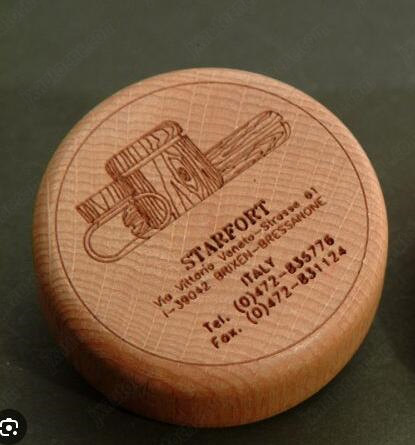 STARFORT
Via Vittorio Veneto-Strasse 61
I-39042 BRIXEN-BRESSANONE
ITALY
Tel. (0)472-835776
Fax. (0)472-831124